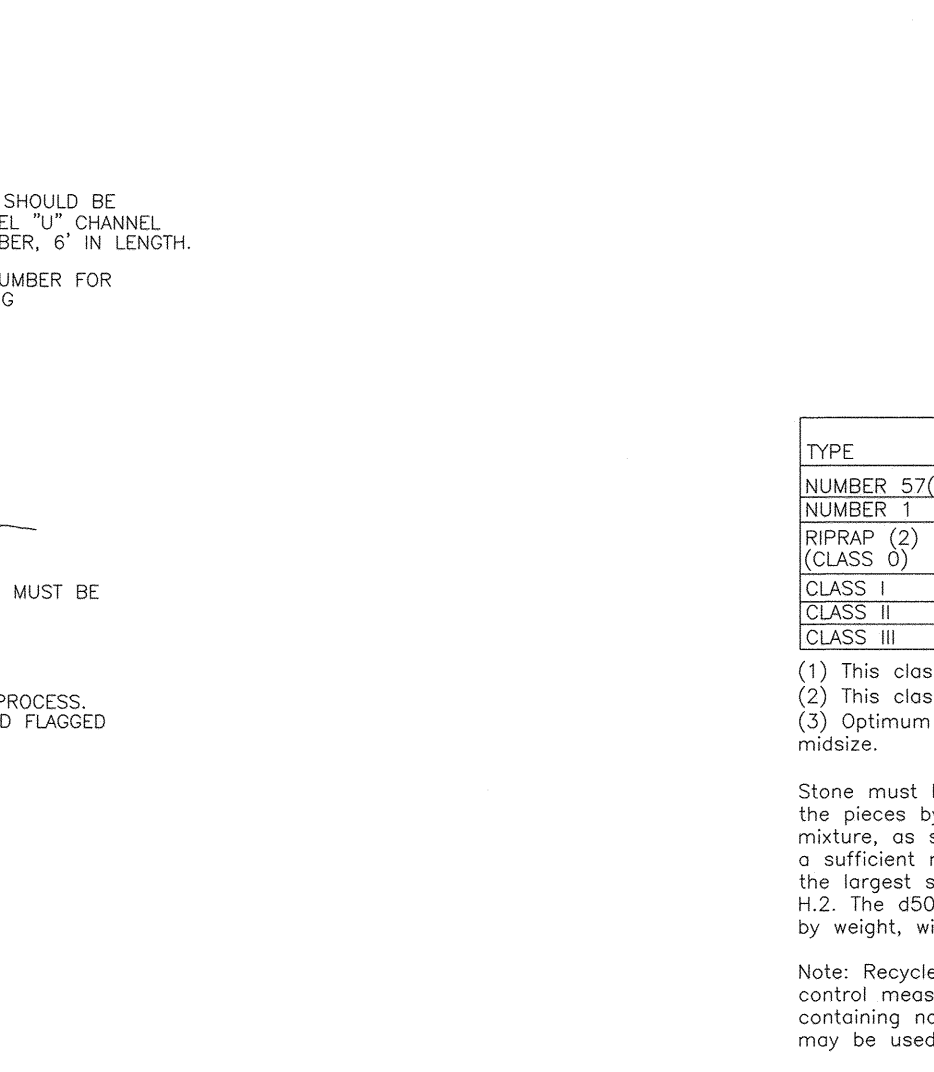 SHOULD BE
EL "U" CHANNEL
BER, 6' IN LENGTH.
UMBER FOR
G
MUST BE
PROCESS.
D FLAGGED
TYPE
NUMBER 57(
NUMBER 1
RIPRAP (2)
(CLASS 0)
CLASS I
CLASS II
CLASS III
(1) This clas
(2) This clas
(3) Optimum
midsize.
Stone must
the pieces by
mixture, as s
a sufficient
the largest s
H.2. The d50
by weight, wi
Note: Recycle
control meas
containing no
may be used